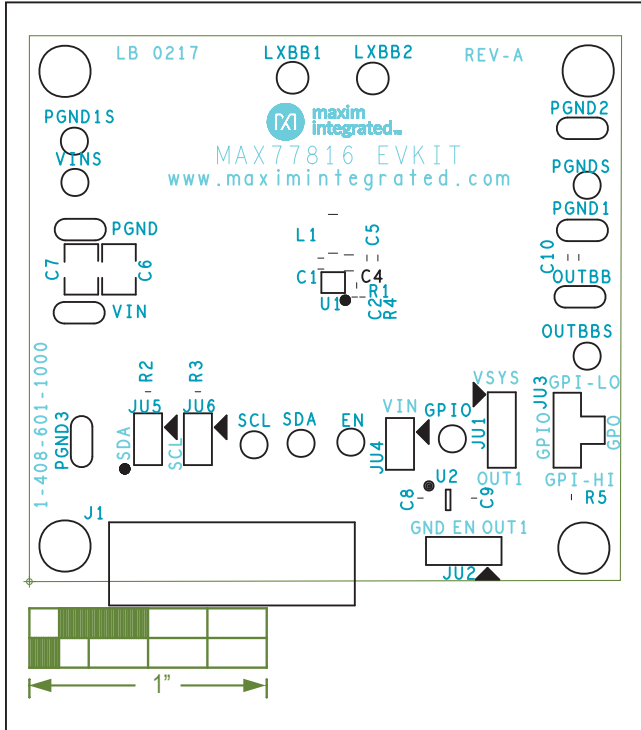 LB 0217
LXBB1
LXBB2
REV-A
PGND1S
maxim
integrated™
PGND2
VINS
MAX77816 EVKIT
www.maximintegrated.com
PGNDS
PGND1
PGND
L1
C5
C7
C6
C10
C1
C4
OUTBB
VIN
U1
R1
C2
R4
OUTBBS
1-408-601-1000
R2
R3
VSYS
JU3
GPI-LO
JU5
JU6
SCL
SDA
EN
VIN
GPIO
PGND3
SDA
SCL
JU4
JU1
GPIO
GPO
OUT1
GPI-HI
U2
C8
C9
R5
J1
GND EN OUT1
JU2
1"